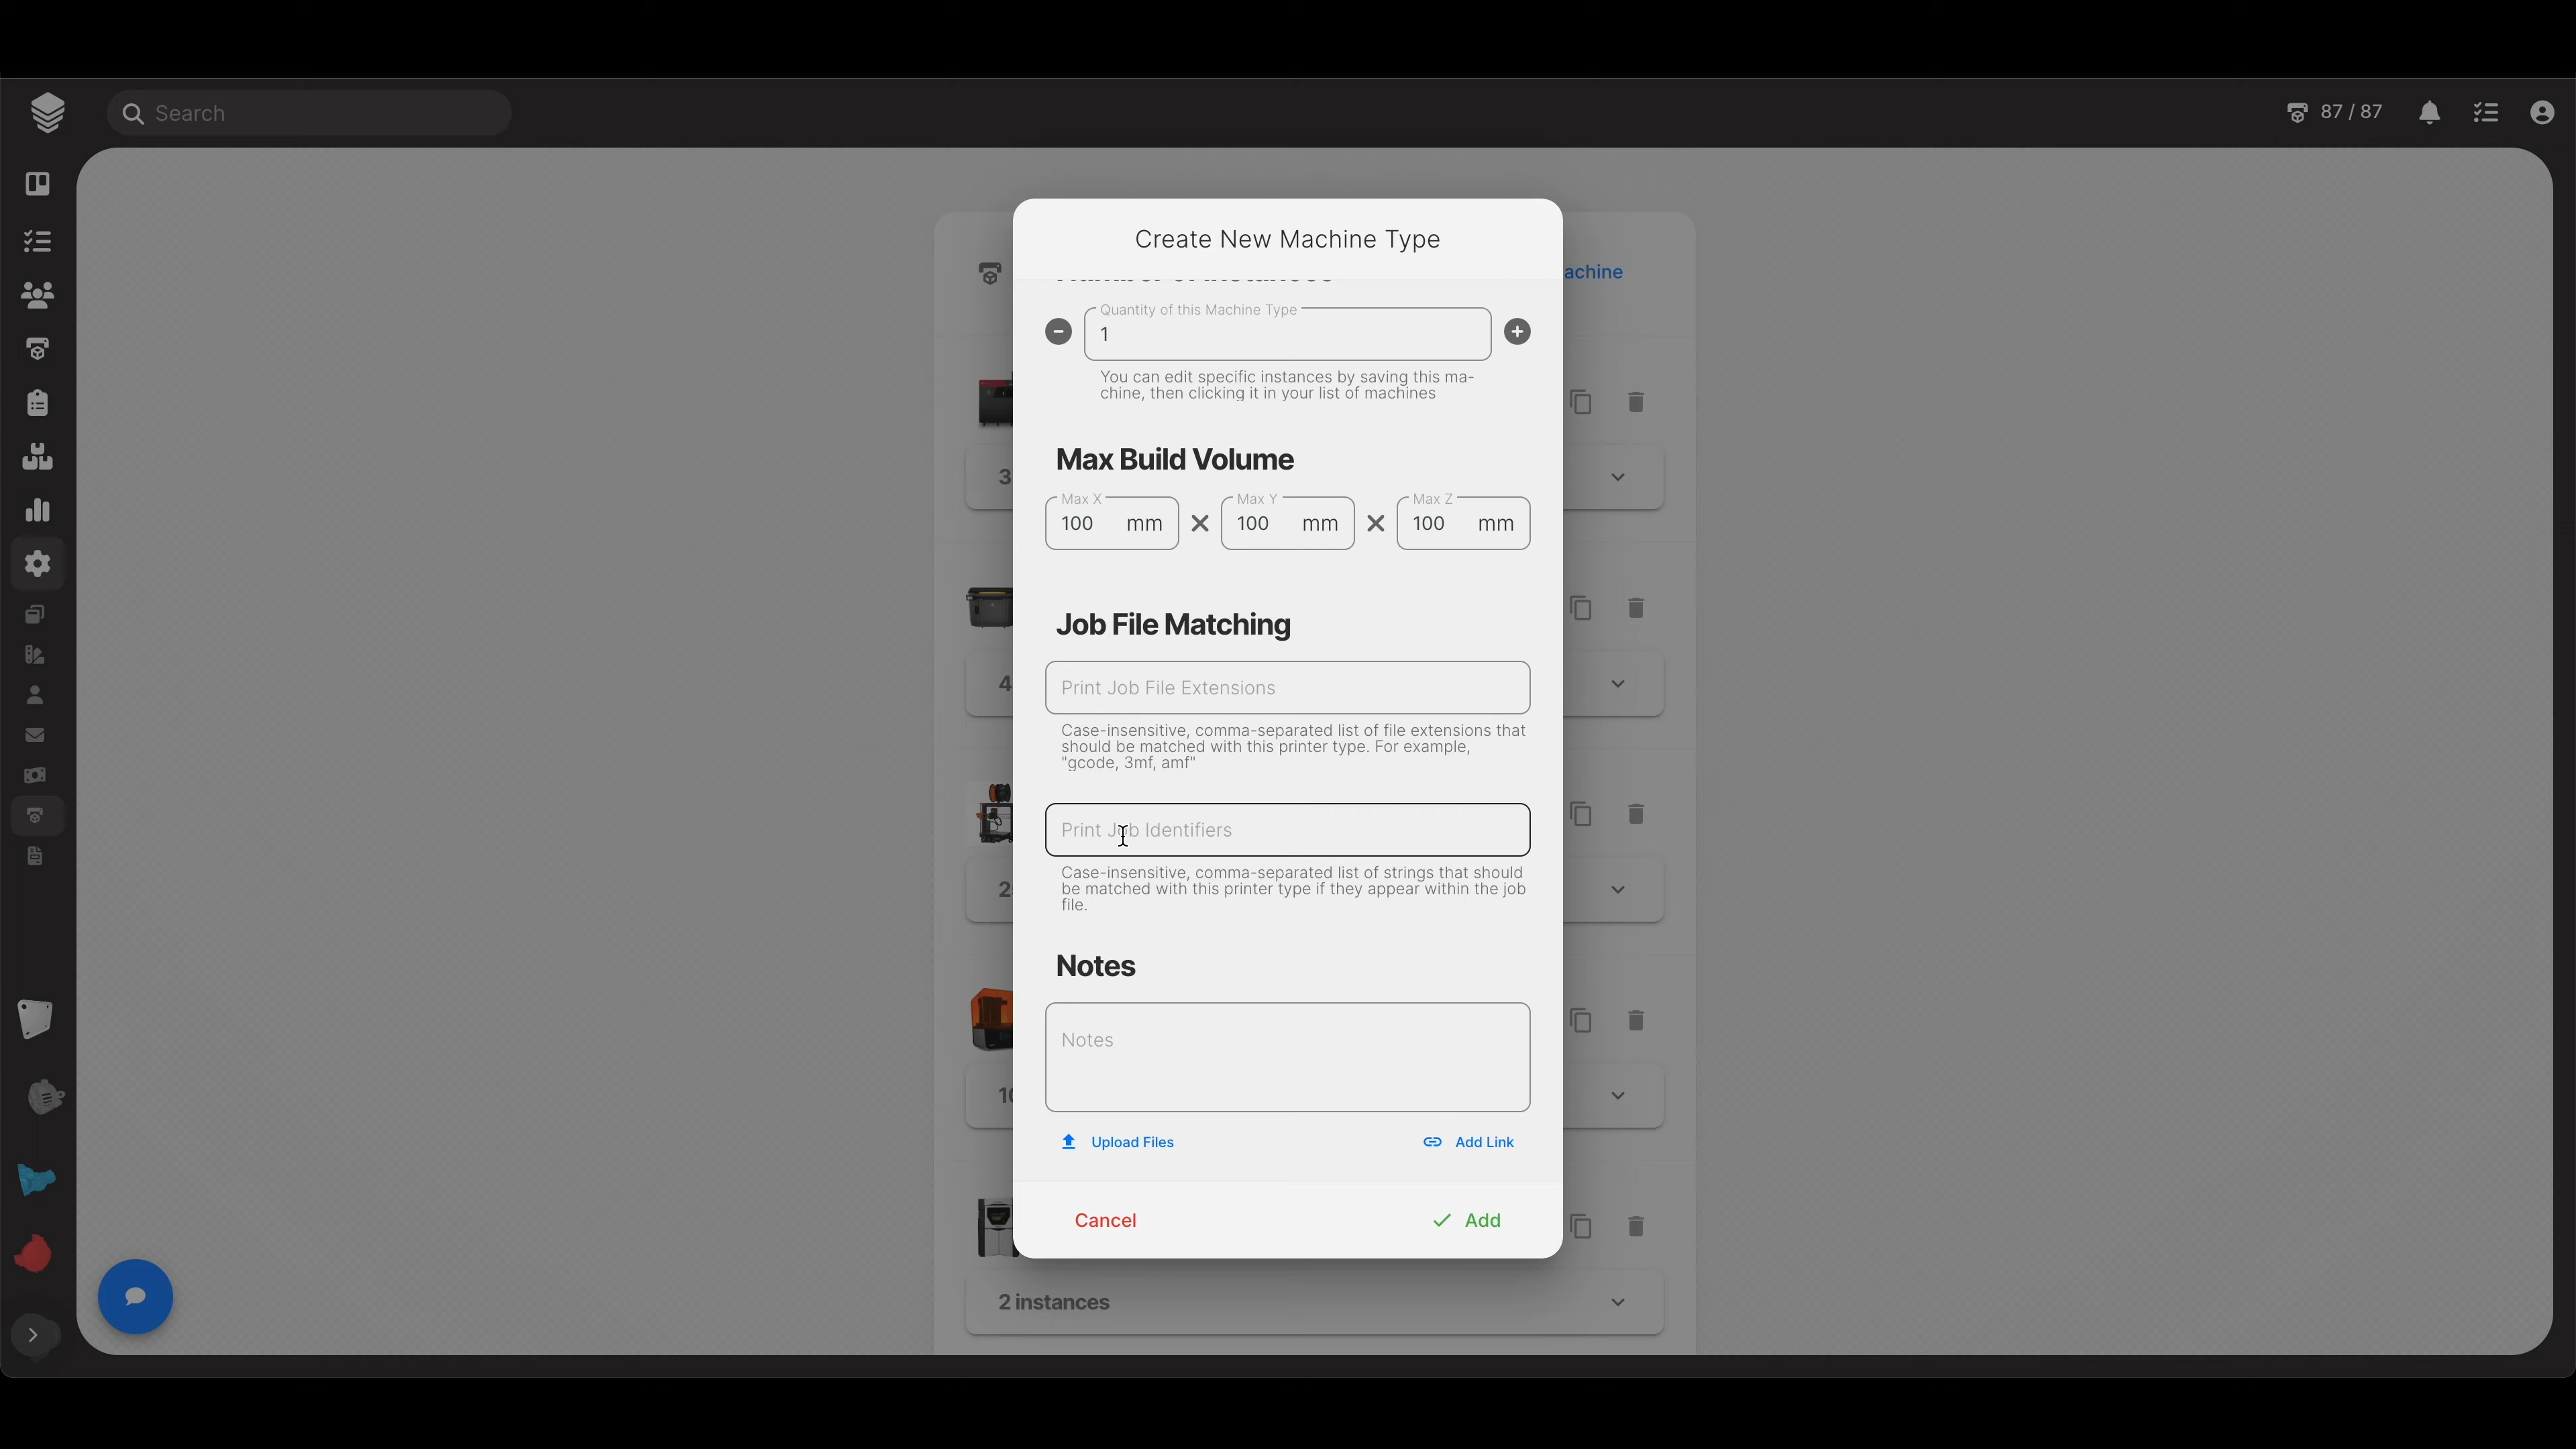 Search
87 / 87
Create New Machine Type
achine
Quantity of this Machine Type
1
You can edit specific instances by saving this ma-
chine, then clicking it in your list of machines
Max Build Volume
3
Max X
Max Y
Max Z
100 mm
100 mm
100 mm
Job File Matching
Print Job File Extensions
4
Case-insensitive, comma-separated list of file extensions that
should be matched with this printer type. For example,
"gcode, 3mf, amf"
Print Job Identifiers
Case-insensitive, comma-separated list of strings that should
be matched with this printer type if they appear within the job
file.
2
Notes
Notes
1
Upload Files
Add Link
Cancel
Add
2 instances